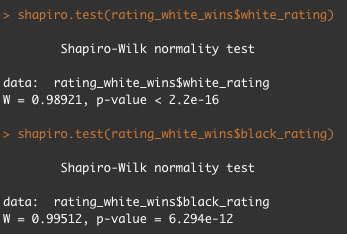 > shapiro.test(rating_white_wins$white_rating)
Shapiro-Wilk normality test
data:  rating_white_wins$white_rating
W = 0.98921, p-value < 2.2e-16
> shapiro.test(rating_white_wins$black_rating)
Shapiro-Wilk normality test
data:  rating_white_wins$black_rating
W = 0.99512, p-value = 6.294e-12